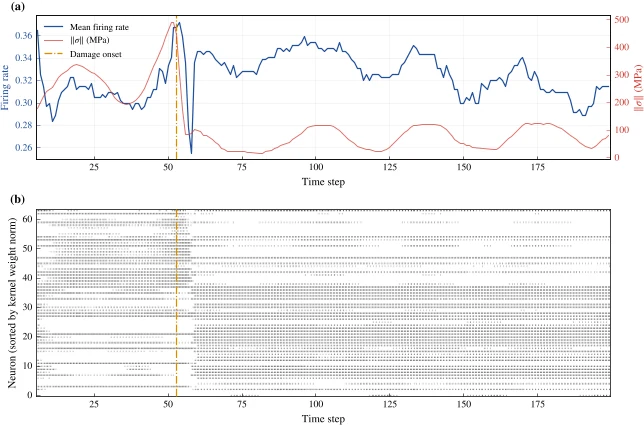 (a)
Mean firing rate
||σ|| (MPa)
Damage onset
Firing rate
0.36
0.34
0.32
0.30
0.28
0.26
500
400
300
200
100
0
||σ|| (MPa)
25 50 75 100 125 150 175
Time step
(b)
Neuron (sorted by kernel weight norm)
60
50
40
30
20
10
0
25 50 75 100 125 150 175
Time step